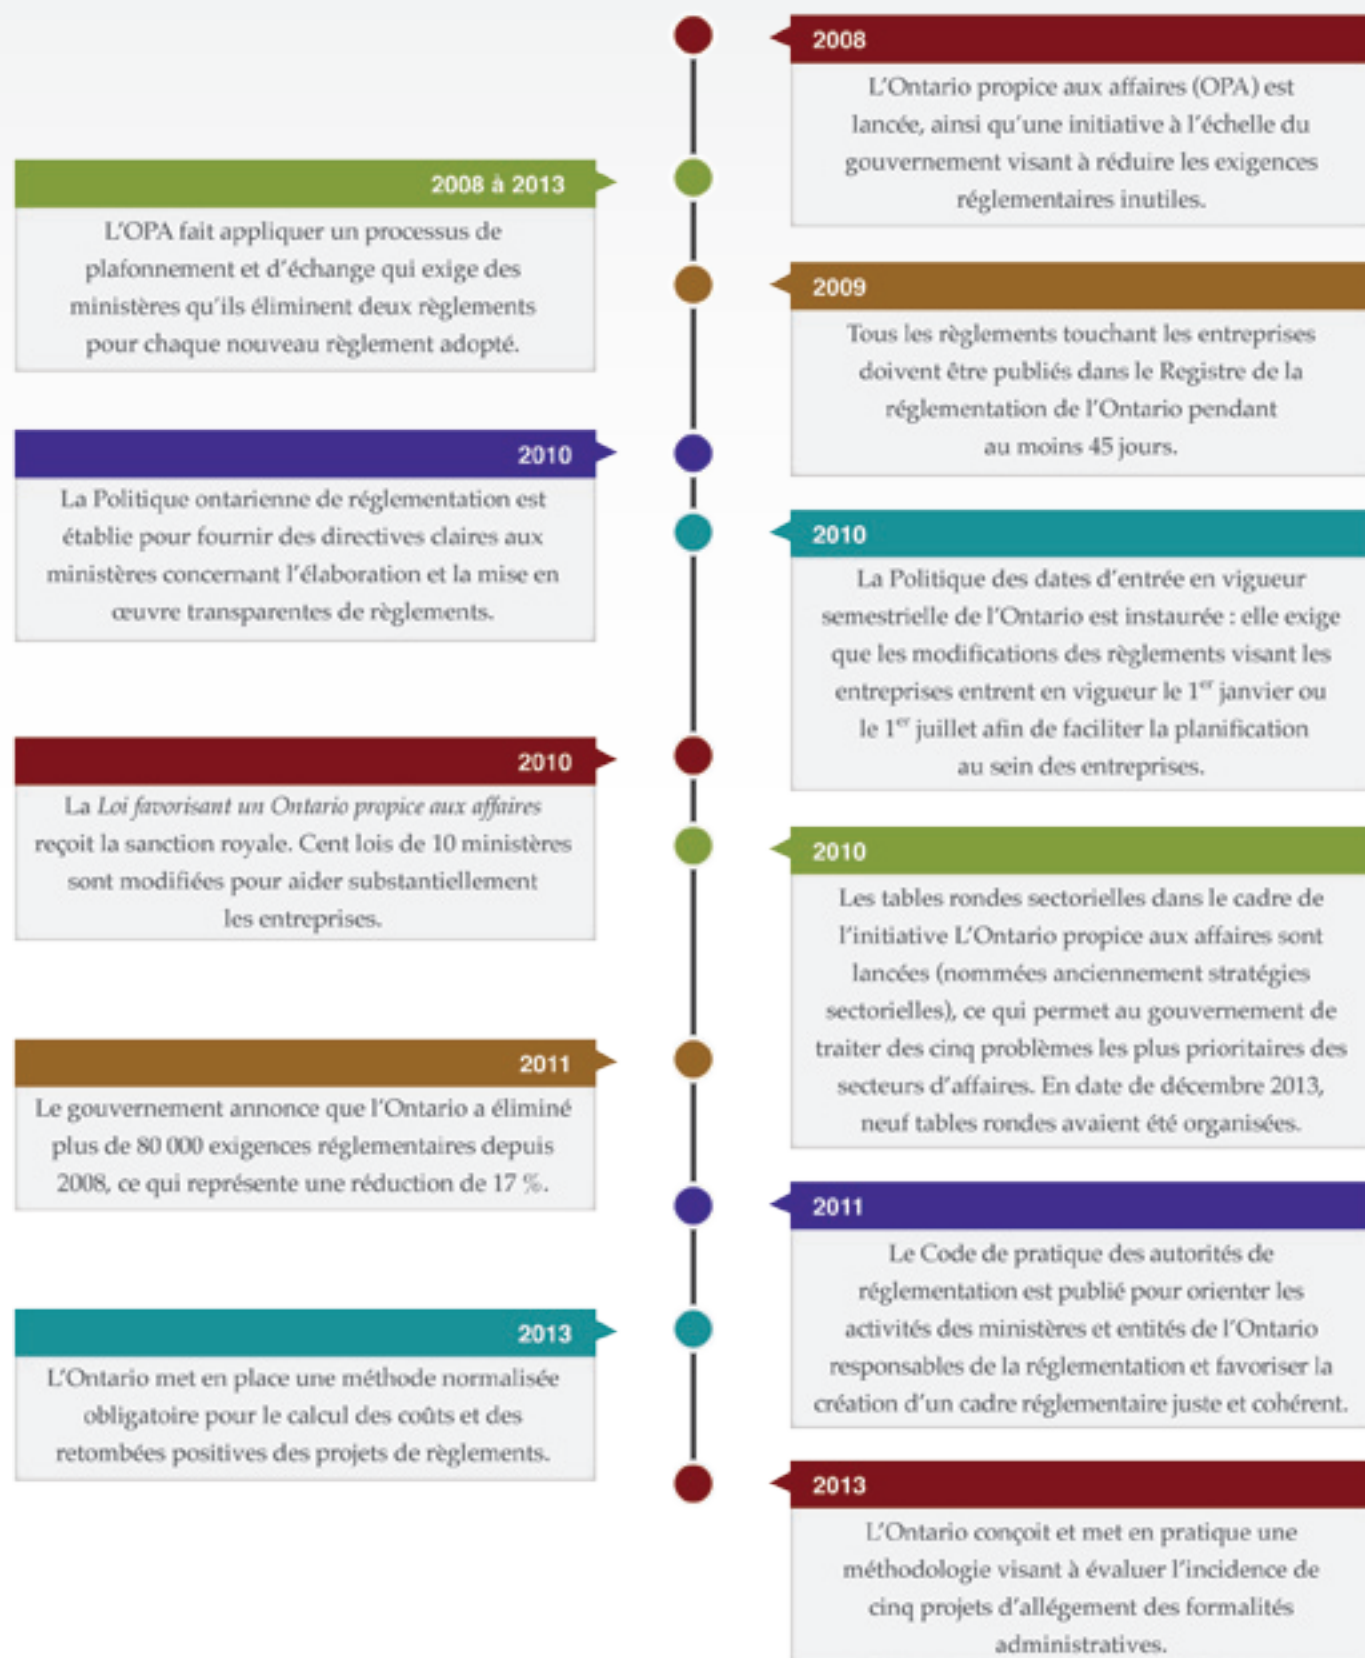 2008
L'Ontario propice aux affaires (OPA) est
lancée, ainsi qu'une initiative à l'échelle du
gouvernement visant à réduire les exigences
réglementaires inutiles.
2008 à 2013
L'OPA fait appliquer un processus de
plafonnement et d'échange qui exige des
ministères qu'ils éliminent deux règlements
pour chaque nouveau règlement adopté.
2009
Tous les règlements touchant les entreprises
doivent être publiés dans le Registre de la
réglementation de l'Ontario pendant
au moins 45 jours.
2010
La Politique ontarienne de réglementation est
établie pour fournir des directives claires aux
ministères concernant l'élaboration et la mise en
œuvre transparentes de règlements.
2010
La Politique des dates d'entrée en vigueur
semestrielle de l'Ontario est instaurée : elle exige
que les modifications des règlements visant les
entreprises entrent en vigueur le 1er janvier ou
le 1er juillet afin de faciliter la planification
au sein des entreprises.
2010
La Loi favorisant un Ontario propice aux affaires
reçoit la sanction royale. Cent lois de 10 ministères
sont modifiées pour aider substantiellement
les entreprises.
2010
Les tables rondes sectorielles dans le cadre de
l'initiative L'Ontario propice aux affaires sont
lancées (nommées anciennement stratégies
sectorielles), ce qui permet au gouvernement de
traiter des cinq problèmes les plus prioritaires des
secteurs d'affaires. En date de décembre 2013,
neuf tables rondes avaient été organisées.
2011
Le gouvernement annonce que l'Ontario a éliminé
plus de 80 000 exigences réglementaires depuis
2008, ce qui représente une réduction de 17 %.
2011
Le Code de pratique des autorités de
réglementation est publié pour orienter les
activités des ministères et entités de l'Ontario
responsables de la réglementation et favoriser la
création d'un cadre réglementaire juste et cohérent.
2013
L'Ontario met en place une méthode normalisée
obligatoire pour le calcul des coûts et des
retombées positives des projets de règlements.
2013
L'Ontario conçoit et met en pratique une
méthodologie visant à évaluer l'incidence de
cinq projets d'allégement des formalités
administratives.